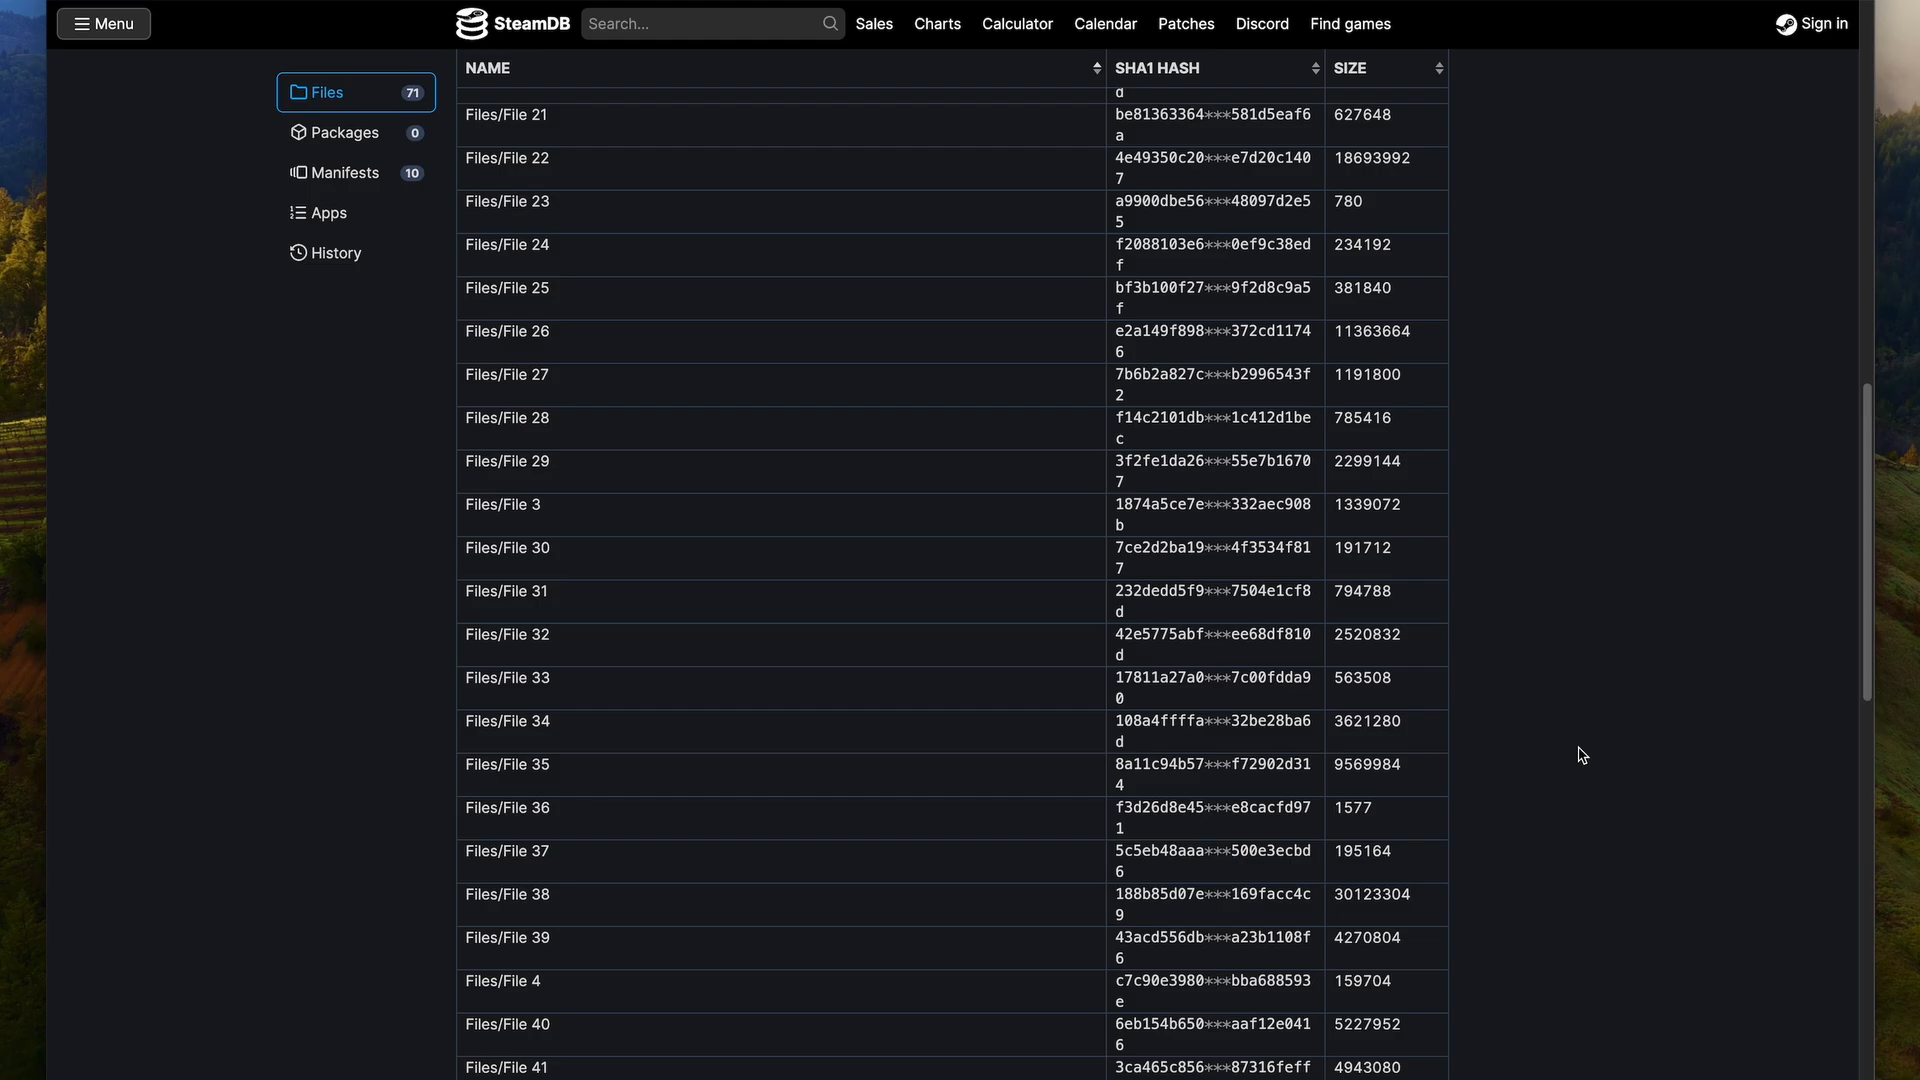 Menu
SteamDB
Search...
Sales
Charts
Calculator
Calendar
Patches
Discord
Find games
Sign in
Files 71
Packages 0
Manifests 10
Apps
History
NAME SHA1 HASH SIZE
d
Files/File 21 be81363364***581d5eaf6 627648
a
Files/File 22 4e49350c20***e7d20c140 18693992
7
Files/File 23 a9900dbe56***48097d2e5 780
5
Files/File 24 f2088103e6***0ef9c38ed 234192
f
Files/File 25 bf3b100f27***9f2d8c9a5 381840
f
Files/File 26 e2a149f898***372cd1174 11363664
6
Files/File 27 7b6b2a827c***b2996543f 1191800
2
Files/File 28 f14c2101db***1c412d1be 785416
c
Files/File 29 3f2fe1da26***55e7b1670 2299144
7
Files/File 3 1874a5ce7e***332aec908 1339072
b
Files/File 30 7ce2d2ba19***4f3534f81 191712
7
Files/File 31 232dedd5f9***7504e1cf8 794788
d
Files/File 32 42e5775abf***ee68df810 2520832
d
Files/File 33 17811a27a0***7c00fdda9 563508
0
Files/File 34 108a4ffffa***32be28ba6 3621280
d
Files/File 35 8a11c94b57***f72902d31 9569984
4
Files/File 36 f3d26d8e45***e8cacfd97 1577
1
Files/File 37 5c5eb48aaa***500e3ecbd 195164
6
Files/File 38 188b85d07e***169facc4c 30123304
9
Files/File 39 43acd556db***a23b1108f 4270804
6
Files/File 4 c7c90e3980***bba688593 159704
e
Files/File 40 6eb154b650***aaf12e041 5227952
6
Files/File 41 3ca465c856***87316feff 4943080